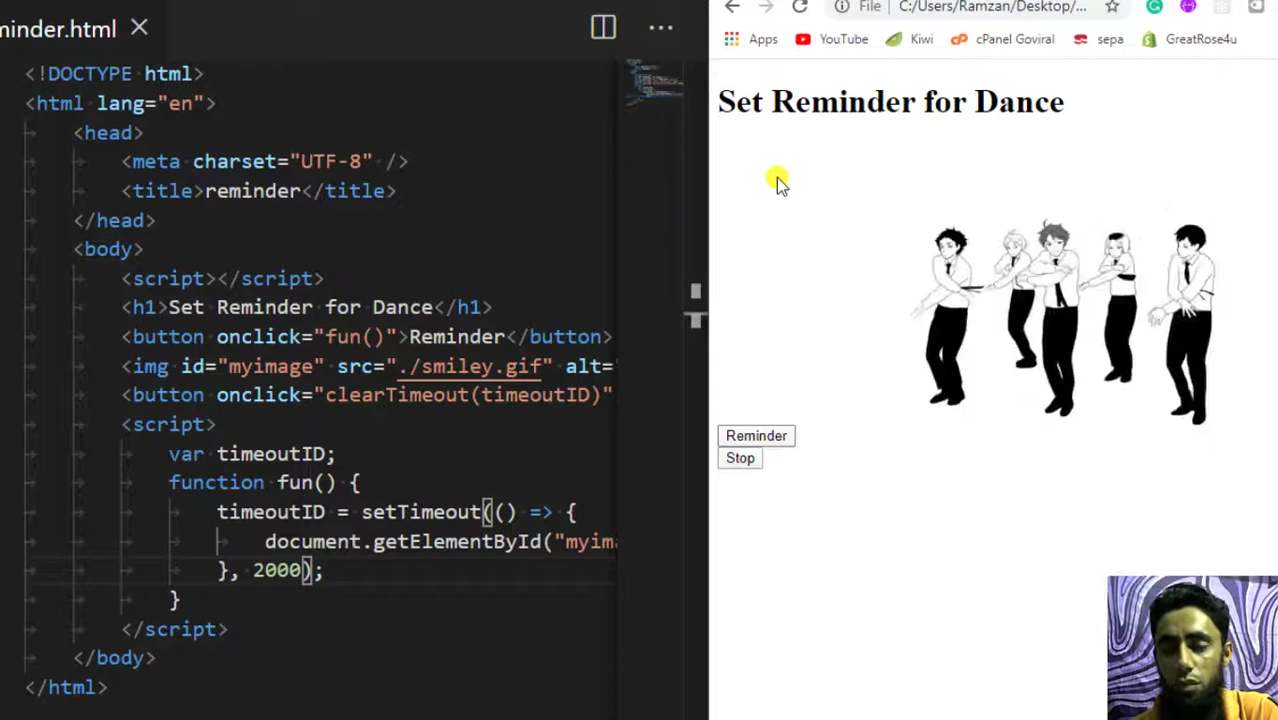 minder.html
<!DOCTYPE html>
<html lang="en">
<head>
<meta charset="UTF-8" />
<title>reminder</title>
</head>
<body>
<script></script>
<h1>Set Reminder for Dance</h1>
<button onclick="fun()">Reminder</button>
<img id="myimage" src="./smiley.gif" alt="
<button onclick="clearTimeout(timeoutID)"
<script>
var timeoutID;
function fun() {
timeoutID = setTimeout(() => {
document.getElementById("myima
}, 2000);
}
</script>
</body>
</html>
File C:/Users/Ramzan/Desktop/...
Apps YouTube Kiwi cPanel Goviral sepa GreatRose4u
Set Reminder for Dance
Reminder
Stop